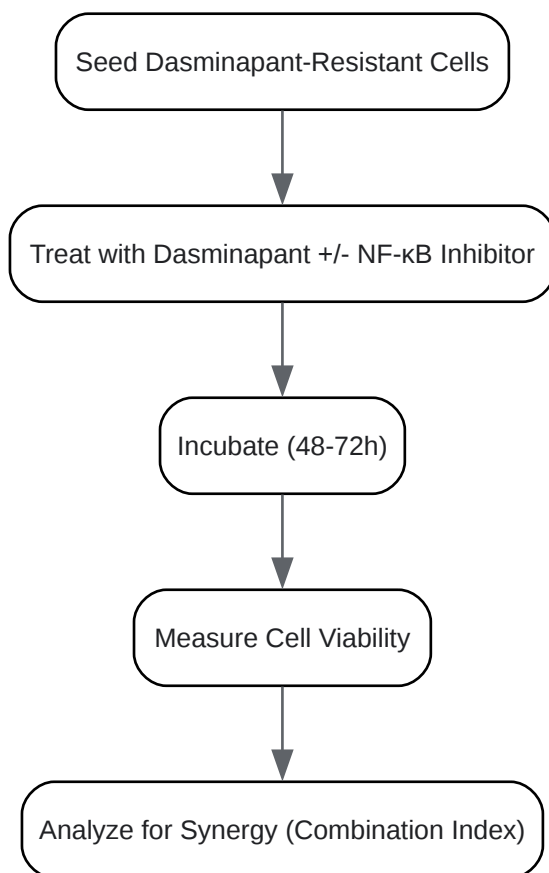 Seed Dasminapant-Resistant Cells
Treat with Dasminapant +/- NF-κB Inhibitor
Incubate (48-72h)
Measure Cell Viability
Analyze for Synergy (Combination Index)